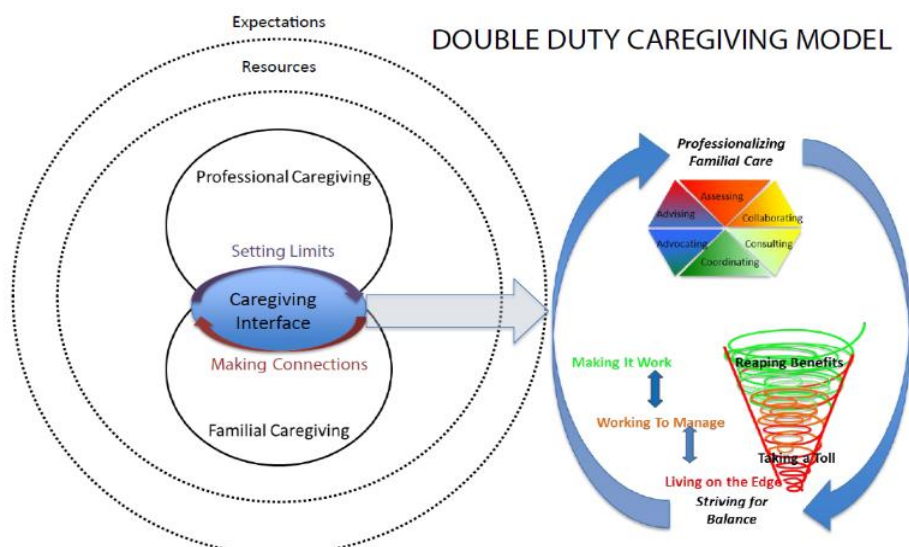 Expectations
DOUBLE DUTY CAREGIVING MODEL
Resources
Professional Caregiving
Setting Limits
Caregiving
Interface
Making Connections
Familial Caregiving
Professionalizing
Familial Care
Assessing
Advising
Collaborating
Advocating
Consulting
Coordinating
Making It Work
Reaping Benefits
Working To Manage
Taking a Toll
Living on the Edge
Striving for
Balance